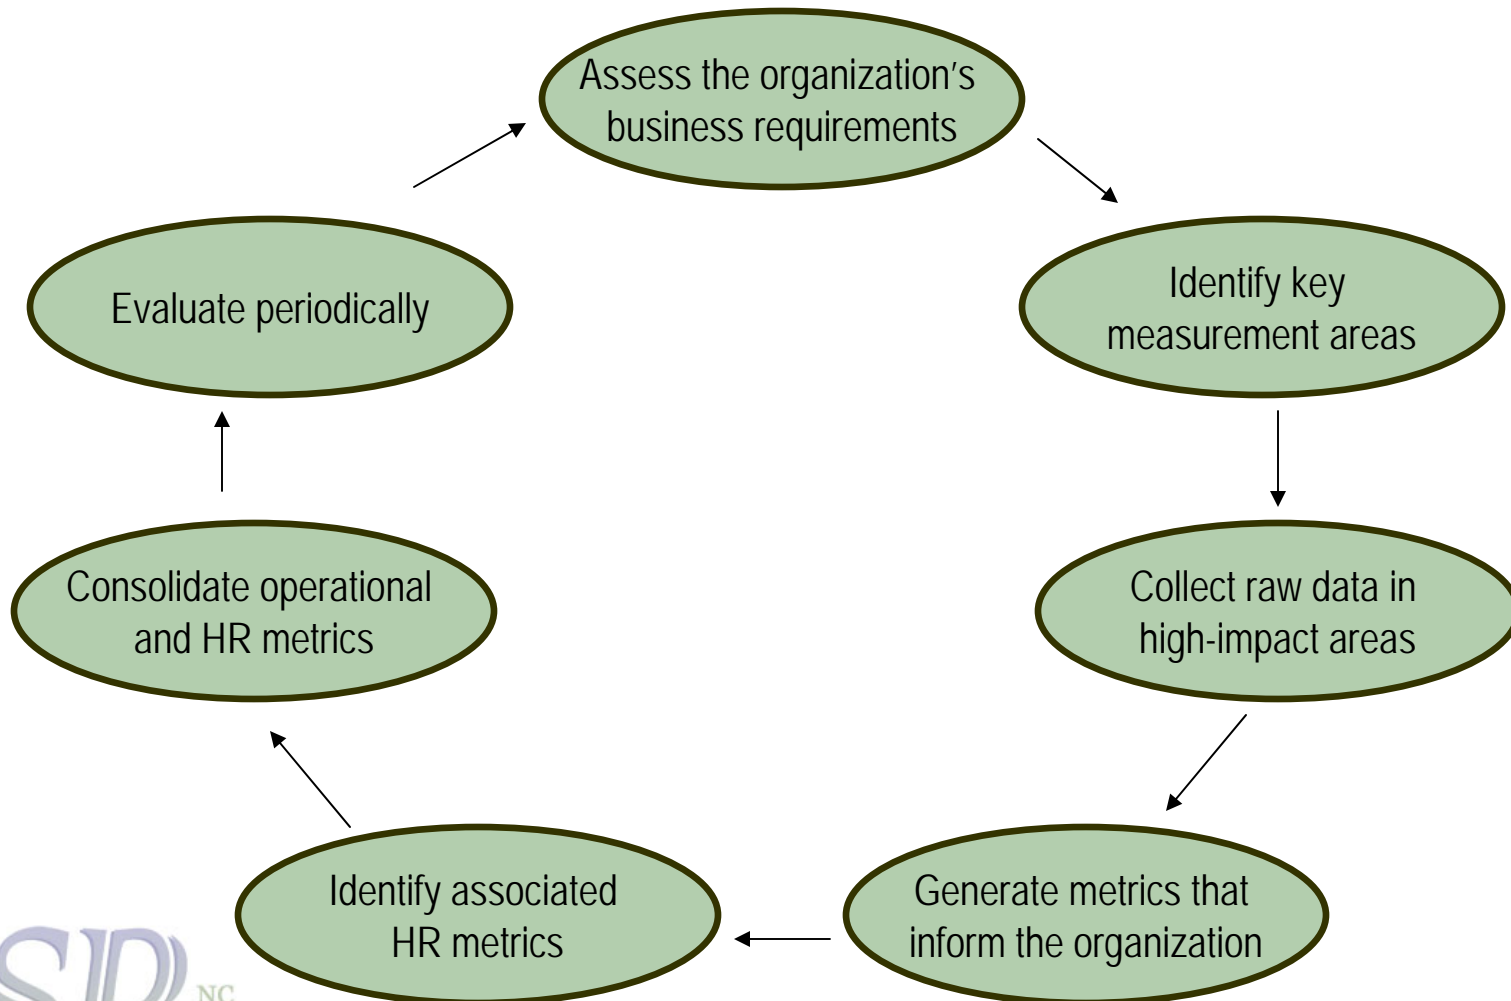 Assess the organization's
business requirements
Identify key
measurement areas
Collect raw data in
high-impact areas
Generate metrics that
inform the organization
Identify associated
HR metrics
Consolidate operational
and HR metrics
Evaluate periodically
NC